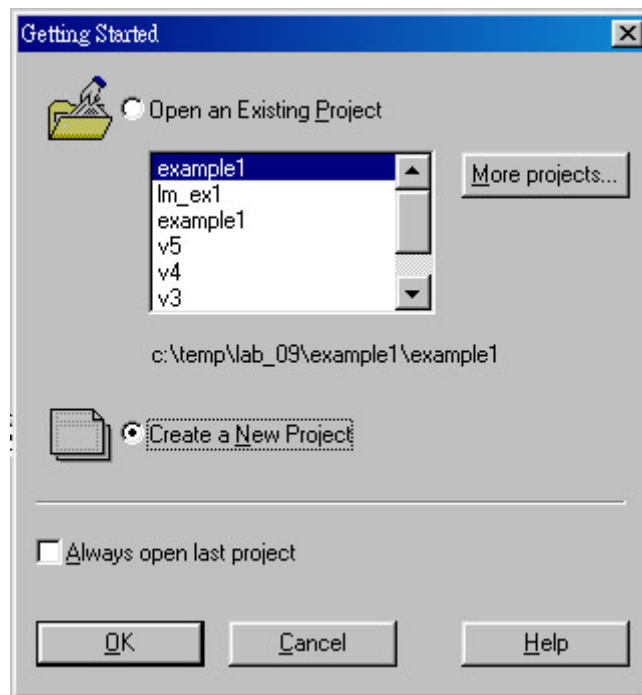 Getting Started
Open an Existing Project
example1
lm_ex1
example1
v5
v4
v3
More projects...
c:\temp\lab_09\example1\example1
Create a New Project
Always open last project
OK
Cancel
Help